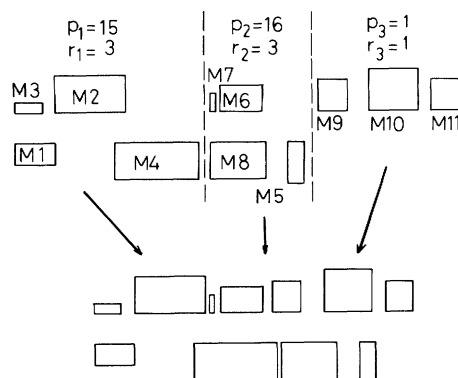 p₁=15 p₂=16 p₃=1
r₁=3 r₂=3 r₃=1
M3 M2 M7 M6
M9 M10 M11
M1 M4 M8
M5